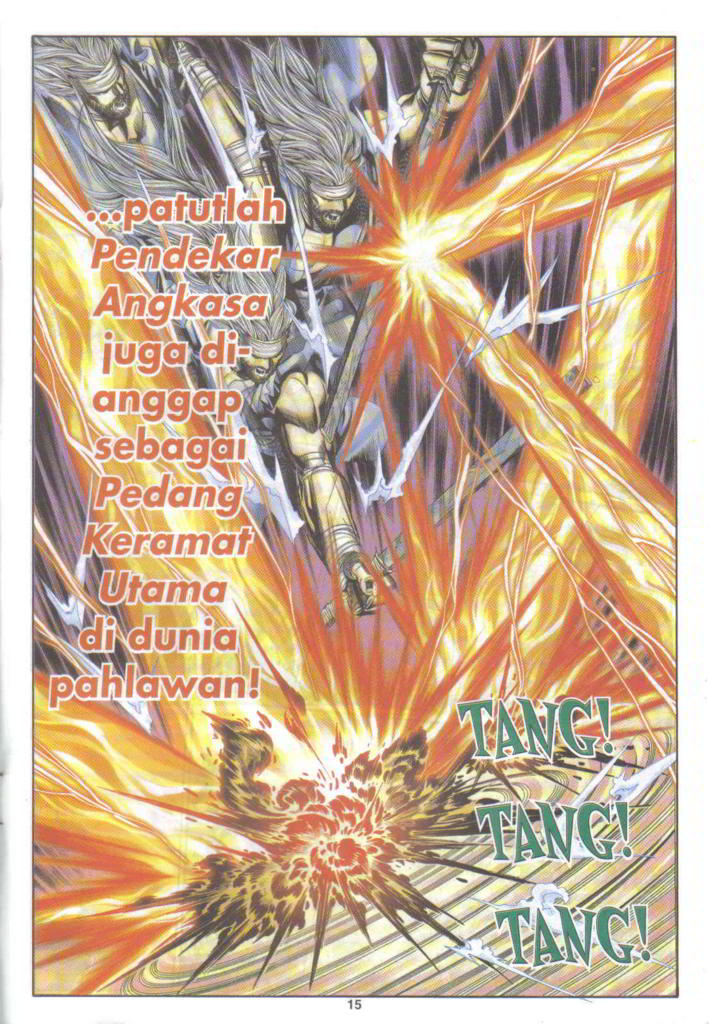 ...patutlah
Pendekar
Angkasa
juga di-
anggap
sebagai
Pedang
Keramat
Utama
di dunia
pahlawan!
TANG!
TANG!
TANG!
15